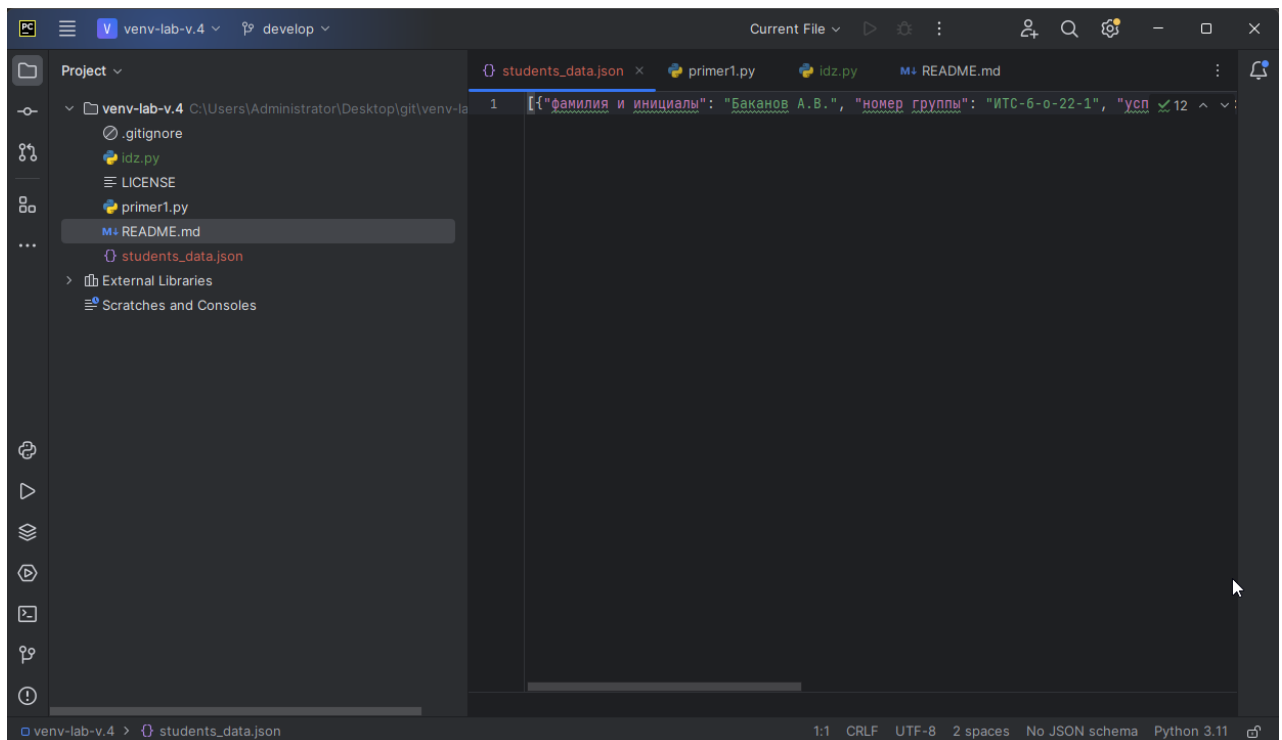 PC V venv-lab-v.4 develop Current File
Project
students_data.json × primer1.py idz.py M↓ README.md
venv-lab-v.4 C:\Users\Administrator\Desktop\git\venv-la
1 [{"фамилия и инициалы": "Баканов А.В.", "номер группы": "ИТС-б-о-22-1", "усп 12
.gitignore
idz.py
LICENSE
primer1.py
M↓ README.md
{} students_data.json
External Libraries
Scratches and Consoles
venv-lab-v.4 > {} students_data.json 1:1 CRLF UTF-8 2 spaces No JSON schema Python 3.11